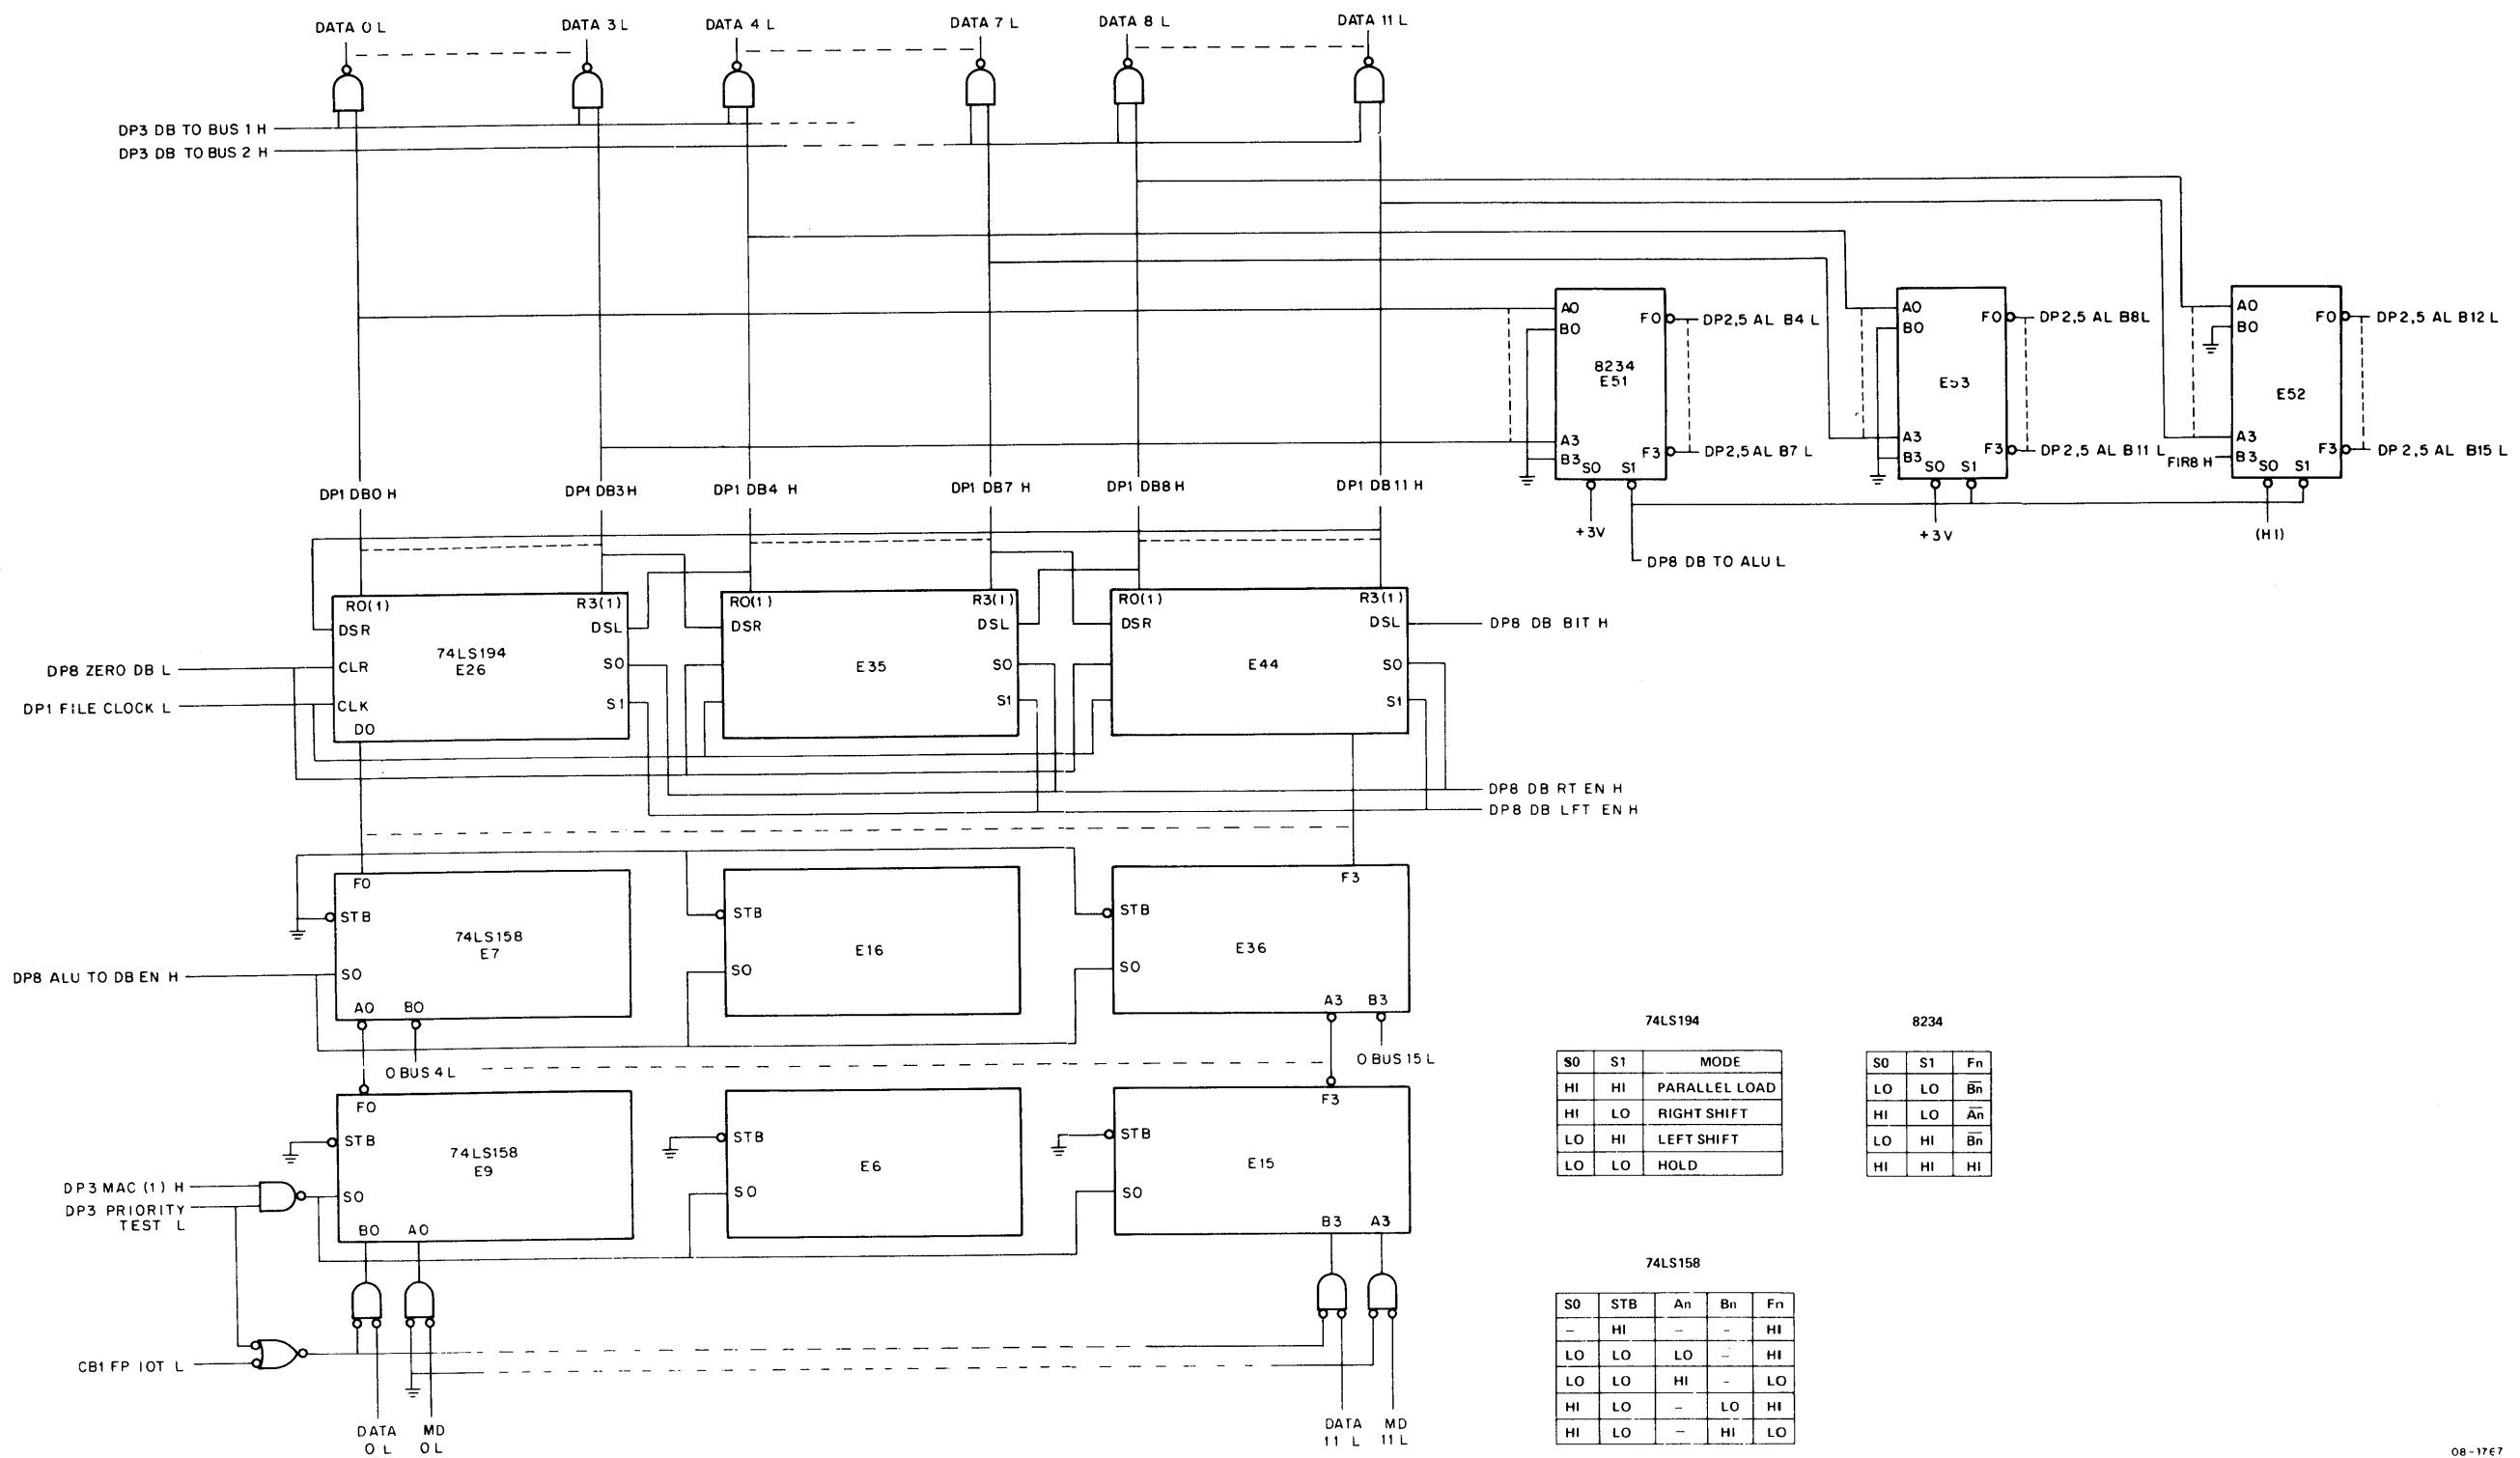 DATA 0 L
DATA 3 L
DATA 4 L
DATA 7 L
DATA 8 L
DATA 11 L
DP3 DB TO BUS 1 H
DP3 DB TO BUS 2 H
A0
B0
F0
DP2,5 AL B4 L
8234
E51
A3
B3
S0
S1
F3
DP2,5 AL B7 L
+3V
DP8 DB TO ALU L
A0
B0
F0
DP2,5 AL B8L
E53
A3
B3
S0
S1
F3
DP2,5 AL B11 L
+3V
A0
B0
F0
DP2,5 AL B12 L
E52
A3
FIR8 H
B3
S0
S1
F3
DP2,5 AL B15 L
(HI)
DP1 DB0 H
DP1 DB3H
DP1 DB4 H
DP1 DB7 H
DP1 DB8H
DP1 DB11 H
R0(1)
R3(1)
DSR
DSL
74LS194
E26
CLR
CLK
S0
S1
D0
DP8 ZERO DB L
DP1 FILE CLOCK L
R0(1)
R3(1)
DSR
DSL
E35
S0
S1
R0(1)
R3(1)
DSR
DSL
E44
S0
S1
DP8 DB BIT H
DP8 DB RT EN H
DP8 DB LFT EN H
F0
STB
74LS158
E7
DP8 ALU TO DB EN H
S0
A0
B0
STB
E16
S0
F3
STB
E36
S0
A3
B3
0 BUS 4 L
0 BUS 15 L
F0
STB
74LS158
E9
DP3 MAC (1) H
DP3 PRIORITY
TEST L
S0
B0
A0
STB
E6
S0
F3
STB
E15
S0
B3
A3
CB1 FP IOT L
DATA
0 L
MD
0L
DATA
11 L
MD
11 L
74LS194
S0 S1 MODE
HI HI PARALLEL LOAD
HI LO RIGHT SHIFT
LO HI LEFT SHIFT
LO LO HOLD
8234
S0 S1 Fn
LO LO B̅n̅
HI LO A̅n̅
LO HI B̅n̅
HI HI HI
74LS158
S0 STB An Bn Fn
– HI – – HI
LO LO LO – HI
LO LO HI – LO
HI LO – LO HI
HI LO – HI LO
08-1767